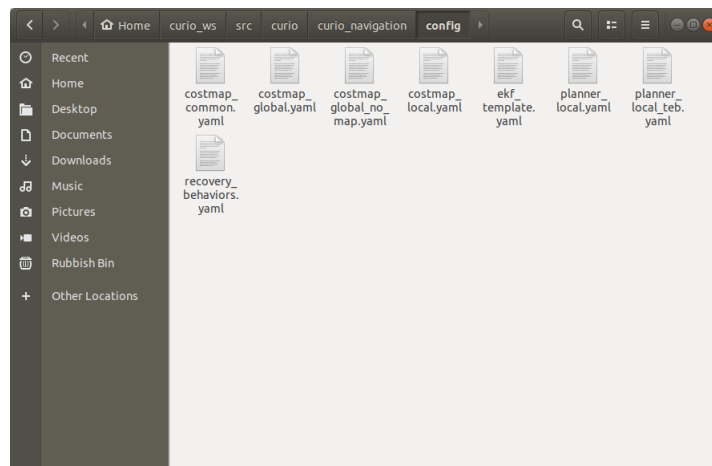 Home curio_ws src curio curio_navigation config
Recent
Home
Desktop
Documents
Downloads
Music
Pictures
Videos
Rubbish Bin
Other Locations
costmap_
common.
yaml
costmap_
global.yaml
costmap_
global_no_
map.yaml
costmap_
local.yaml
ekf_
template.
yaml
planner_
local.yaml
planner_
local_teb.
yaml
recovery_
behaviors.
yaml